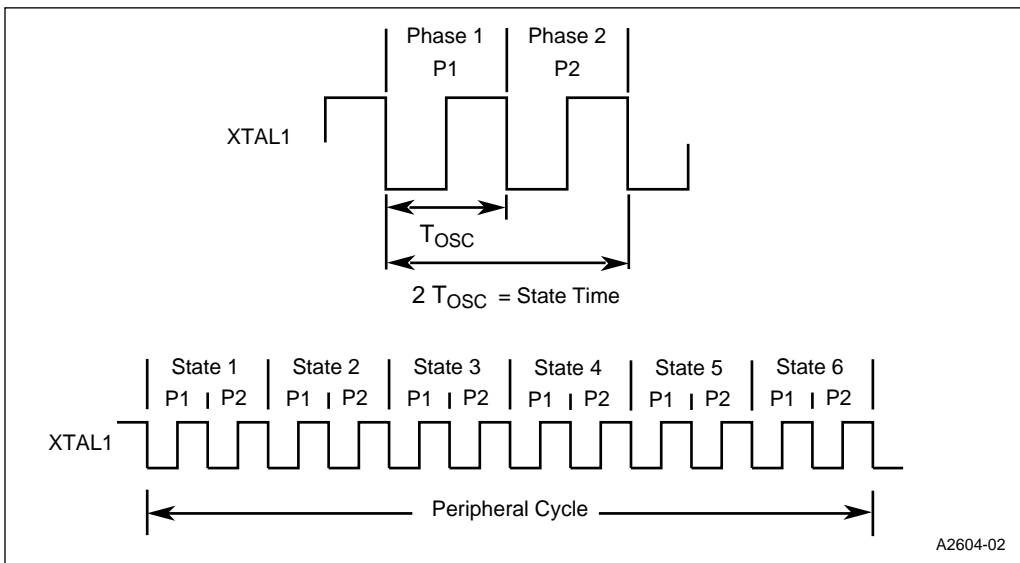 Phase 1 Phase 2
P1 P2
XTAL1
TOSC
2 TOSC = State Time
State 1 State 2 State 3 State 4 State 5 State 6
P1 P2 P1 P2 P1 P2 P1 P2 P1 P2 P1 P2
XTAL1
Peripheral Cycle
A2604-02